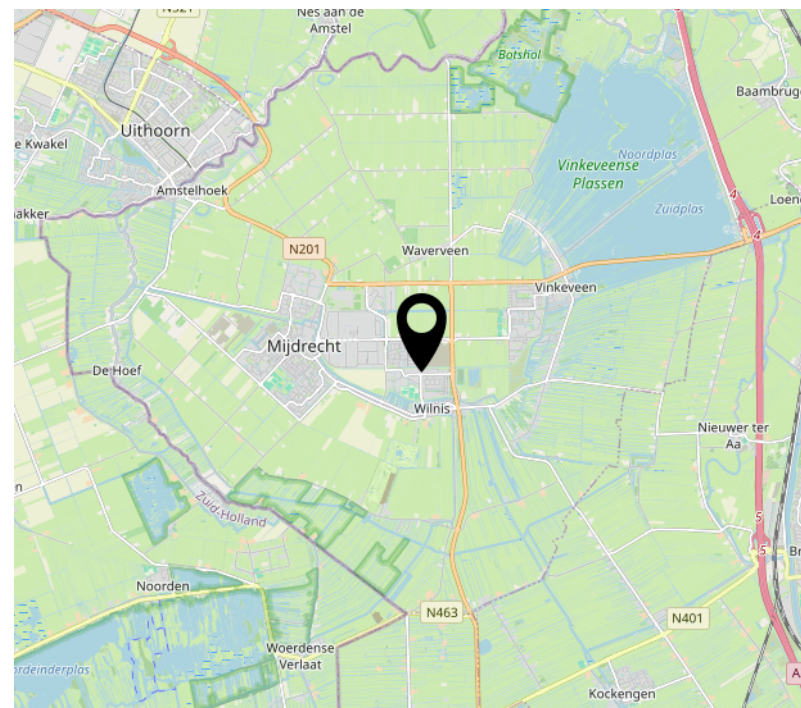 N521
Nes aan de
Amstel
Botshol
Baambrug
Uithoorn
e Kwakel
Noordplas
Vinkeveense
Plassen
Amstelhoek
4
Loen
akker
Zuidplas
4
N201
Waverveen
Vinkeveen
Mijdrecht
De Hoef
Wilnis
Nieuwer ter
Aa
n
Zuid-Holland
5
5
Br
Noorden
N463
N401
Woerdense
Verlaat
ordeinderplas
A
Kockengen